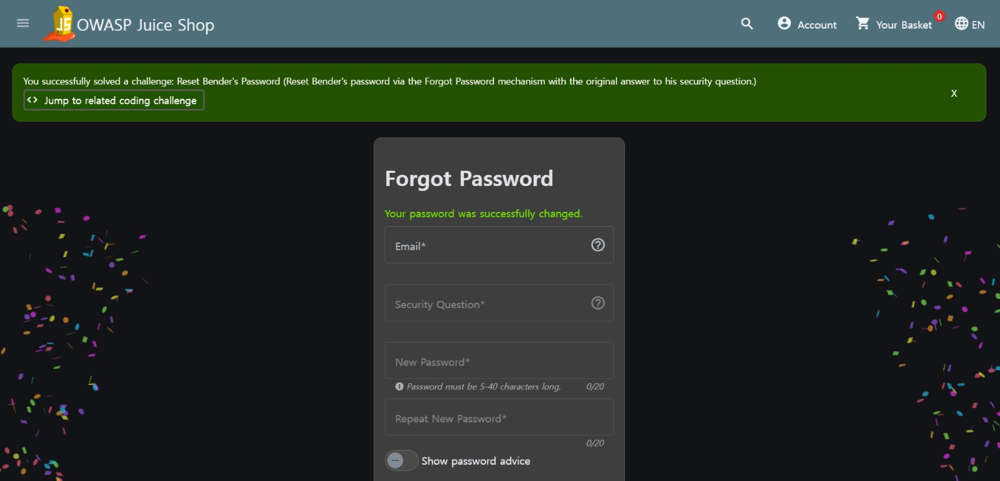 JS OWASP Juice Shop Account Your Basket 0 EN
You successfully solved a challenge: Reset Bender's Password (Reset Bender's password via the Forgot Password mechanism with the original answer to his security question.)
<> Jump to related coding challenge
X
Forgot Password
Your password was successfully changed.
Email*
Security Question*
New Password*
Password must be 5-40 characters long. 0/20
Repeat New Password*
0/20
Show password advice